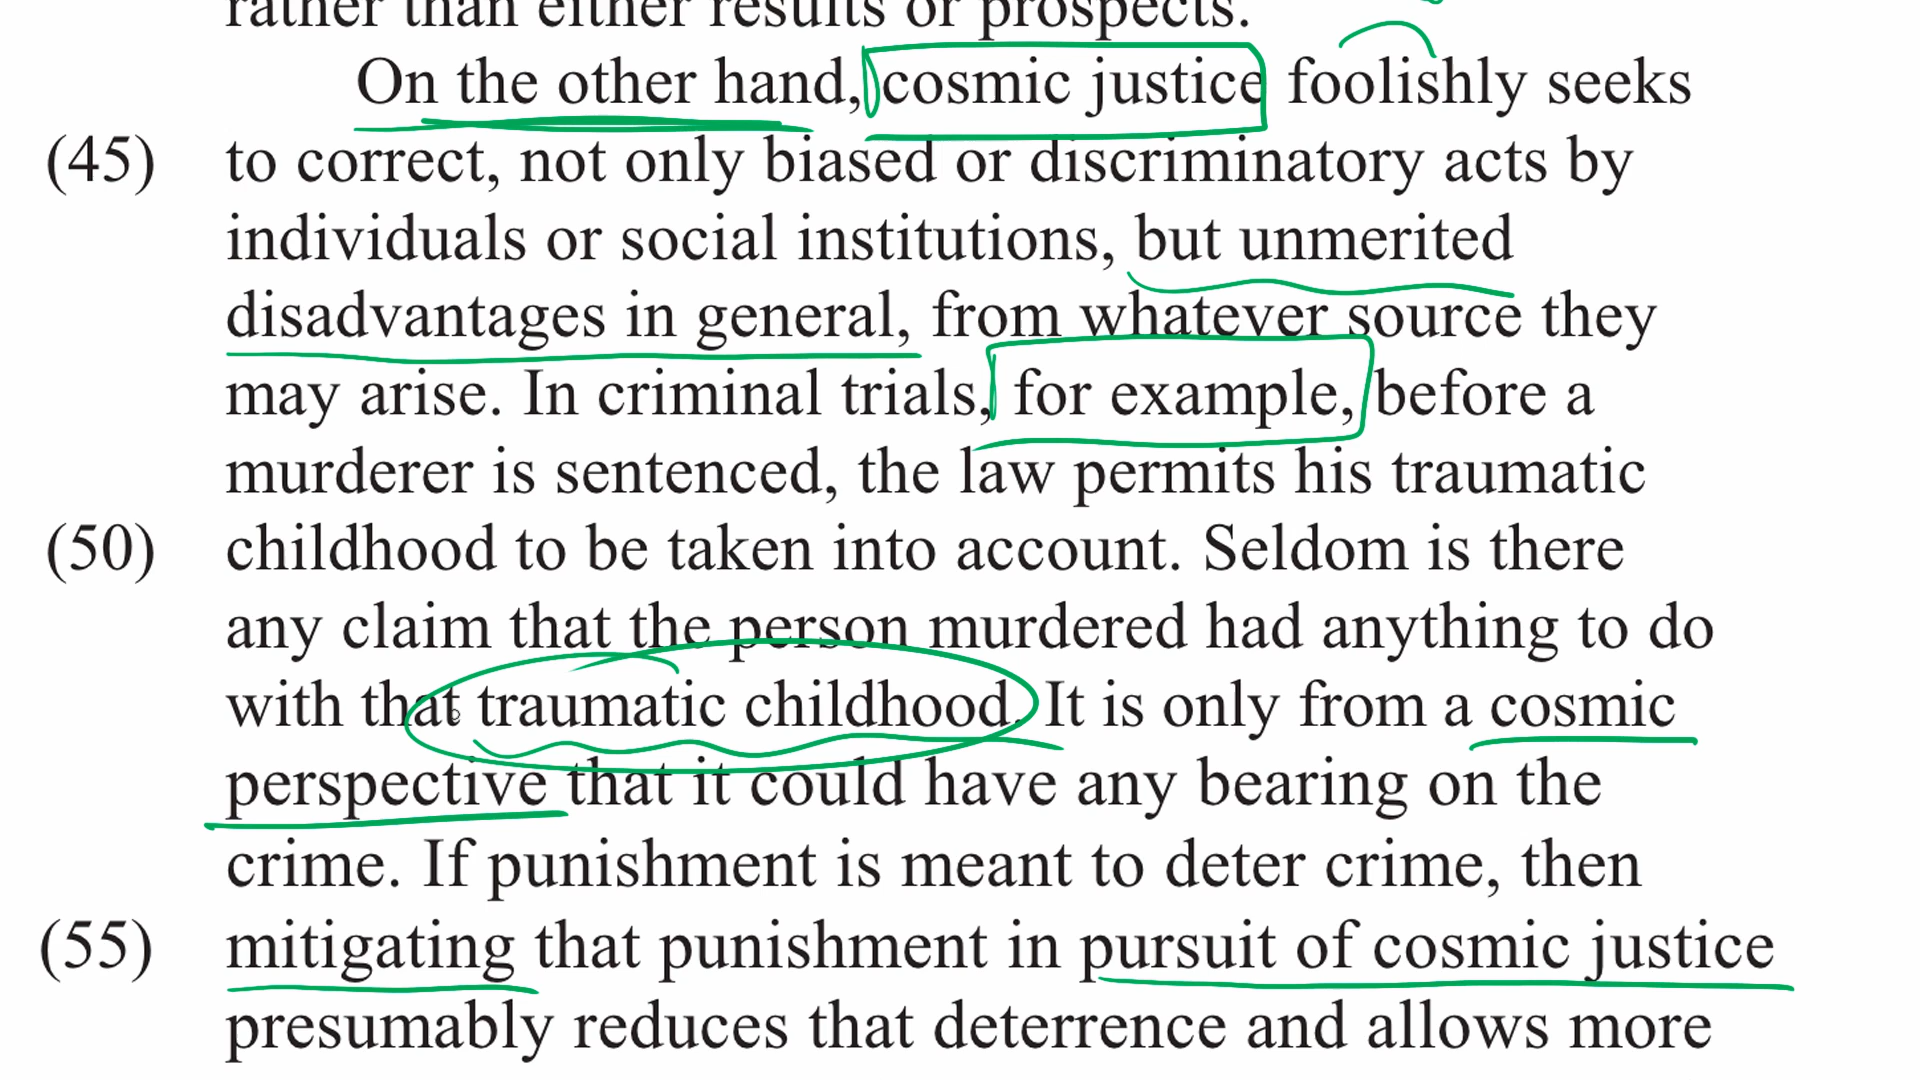 rather than either results or prospects.
On the other hand, cosmic justice foolishly seeks
(45) to correct, not only biased or discriminatory acts by
individuals or social institutions, but unmerited
disadvantages in general, from whatever source they
may arise. In criminal trials, for example, before a
murderer is sentenced, the law permits his traumatic
(50) childhood to be taken into account. Seldom is there
any claim that the person murdered had anything to do
with that traumatic childhood. It is only from a cosmic
perspective that it could have any bearing on the
crime. If punishment is meant to deter crime, then
(55) mitigating that punishment in pursuit of cosmic justice
presumably reduces that deterrence and allows more